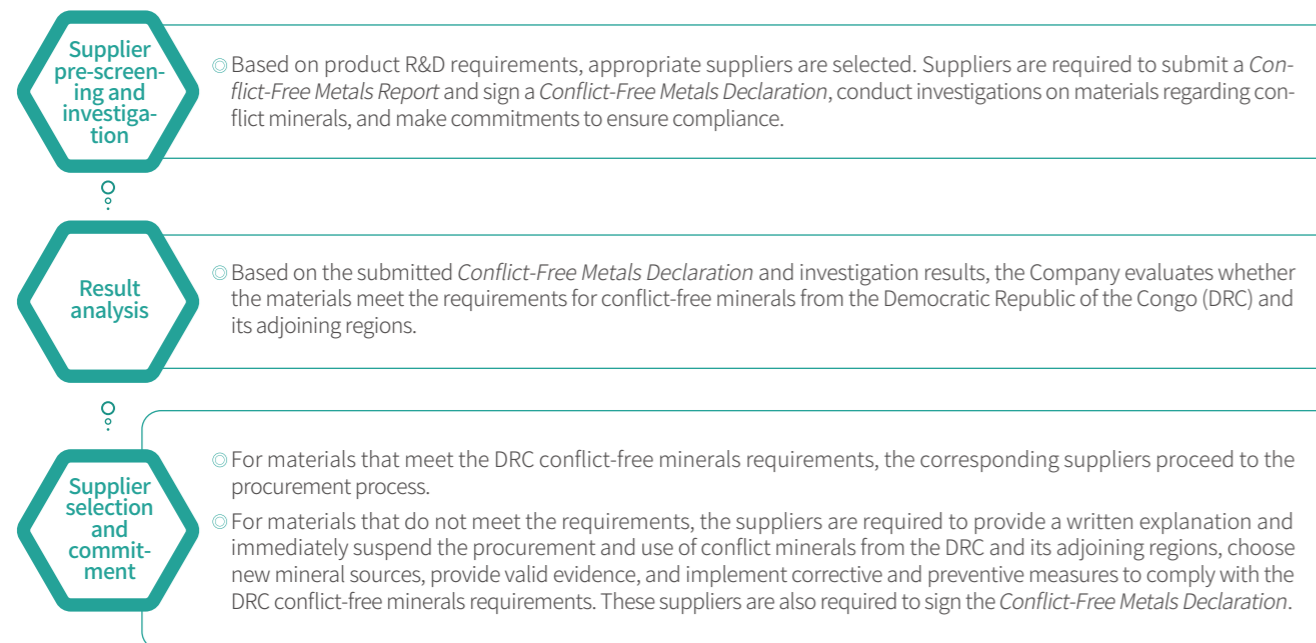 Supplier
pre-screen-
ing and
investiga-
tion
◎ Based on product R&D requirements, appropriate suppliers are selected. Suppliers are required to submit a Con-
flict-Free Metals Report and sign a Conflict-Free Metals Declaration, conduct investigations on materials regarding con-
flict minerals, and make commitments to ensure compliance.
Result
analysis
◎ Based on the submitted Conflict-Free Metals Declaration and investigation results, the Company evaluates whether
the materials meet the requirements for conflict-free minerals from the Democratic Republic of the Congo (DRC) and
its adjoining regions.
Supplier
selection
and
commit-
ment
◎ For materials that meet the DRC conflict-free minerals requirements, the corresponding suppliers proceed to the
procurement process.
◎ For materials that do not meet the requirements, the suppliers are required to provide a written explanation and
immediately suspend the procurement and use of conflict minerals from the DRC and its adjoining regions, choose
new mineral sources, provide valid evidence, and implement corrective and preventive measures to comply with the
DRC conflict-free minerals requirements. These suppliers are also required to sign the Conflict-Free Metals Declaration.